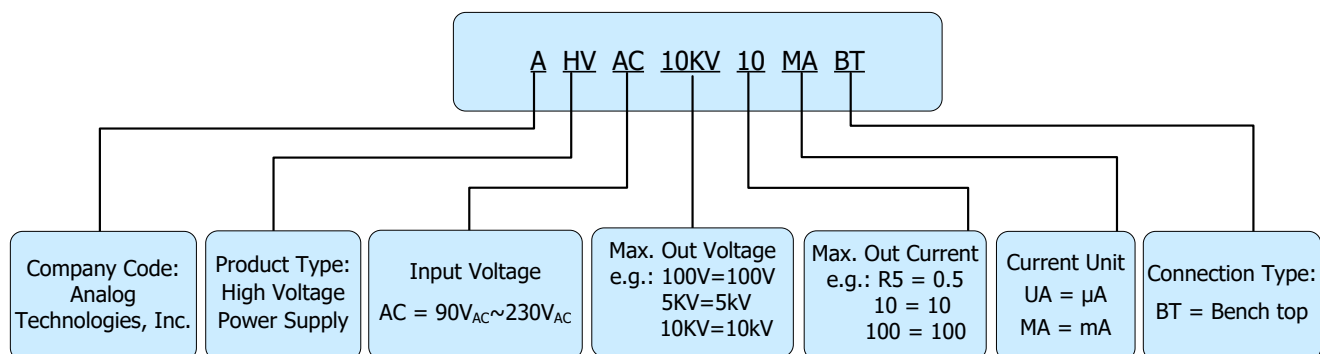 A HV AC 10KV 10 MA BT
Company Code:
Analog
Technologies, Inc.
Product Type:
High Voltage
Power Supply
Input Voltage
AC = 90VAC~230VAC
Max. Out Voltage
e.g.: 100V=100V
5KV=5kV
10KV=10kV
Max. Out Current
e.g.: R5 = 0.5
10 = 10
100 = 100
Current Unit
UA = µA
MA = mA
Connection Type:
BT = Bench top